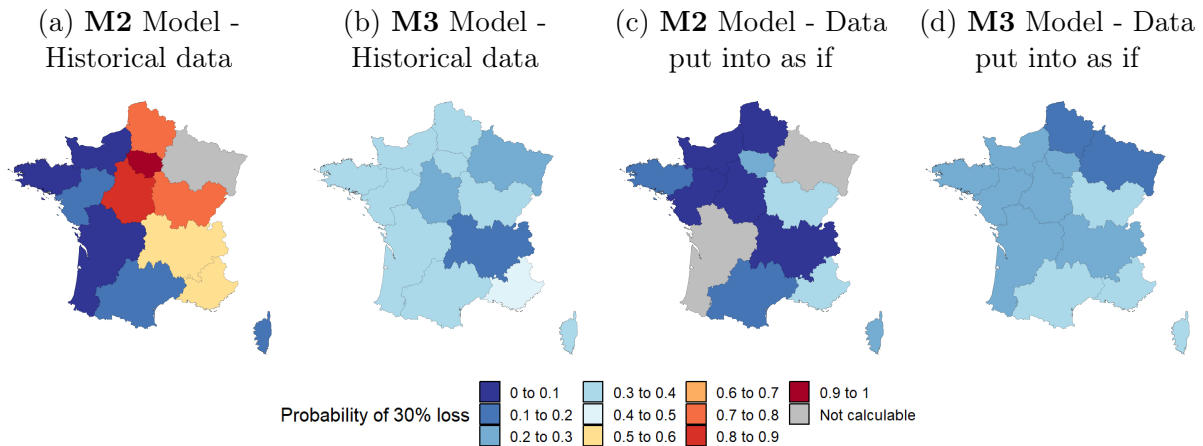 (a) M2 Model -
Historical data
(b) M3 Model -
Historical data
(c) M2 Model - Data
put into as if
(d) M3 Model - Data
put into as if
Probability of 30% loss
0 to 0.1
0.1 to 0.2
0.2 to 0.3
0.3 to 0.4
0.4 to 0.5
0.5 to 0.6
0.6 to 0.7
0.7 to 0.8
0.8 to 0.9
0.9 to 1
Not calculable